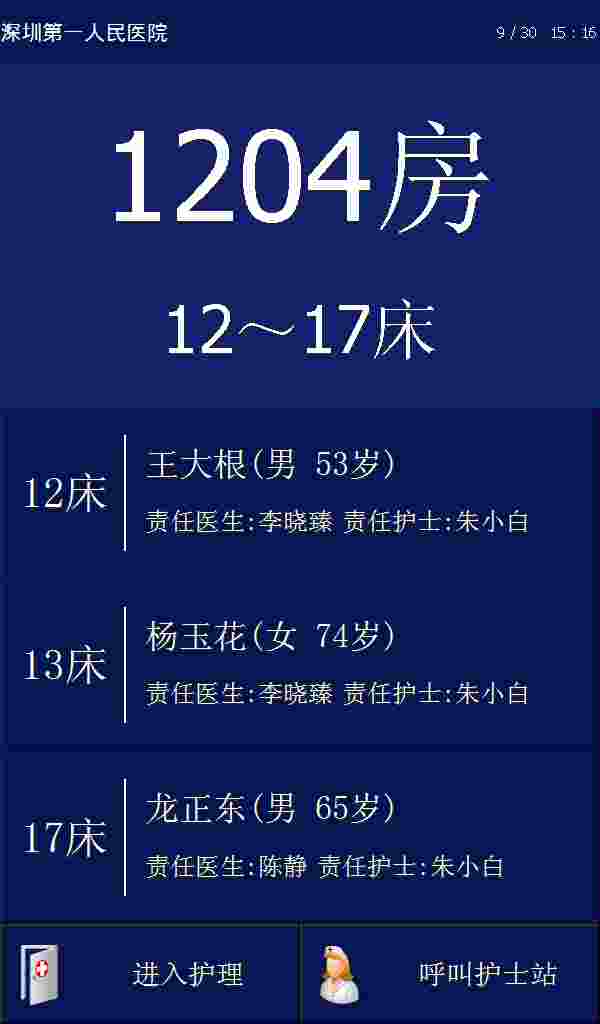 深圳第一人民医院
9/30 15:16
1204房
12～17床
12床
王大根(男 53岁)
责任医生:李晓臻 责任护士:朱小白
13床
杨玉花(女 74岁)
责任医生:李晓臻 责任护士:朱小白
17床
龙正东(男 65岁)
责任医生:陈静 责任护士:朱小白
进入护理
呼叫护士站